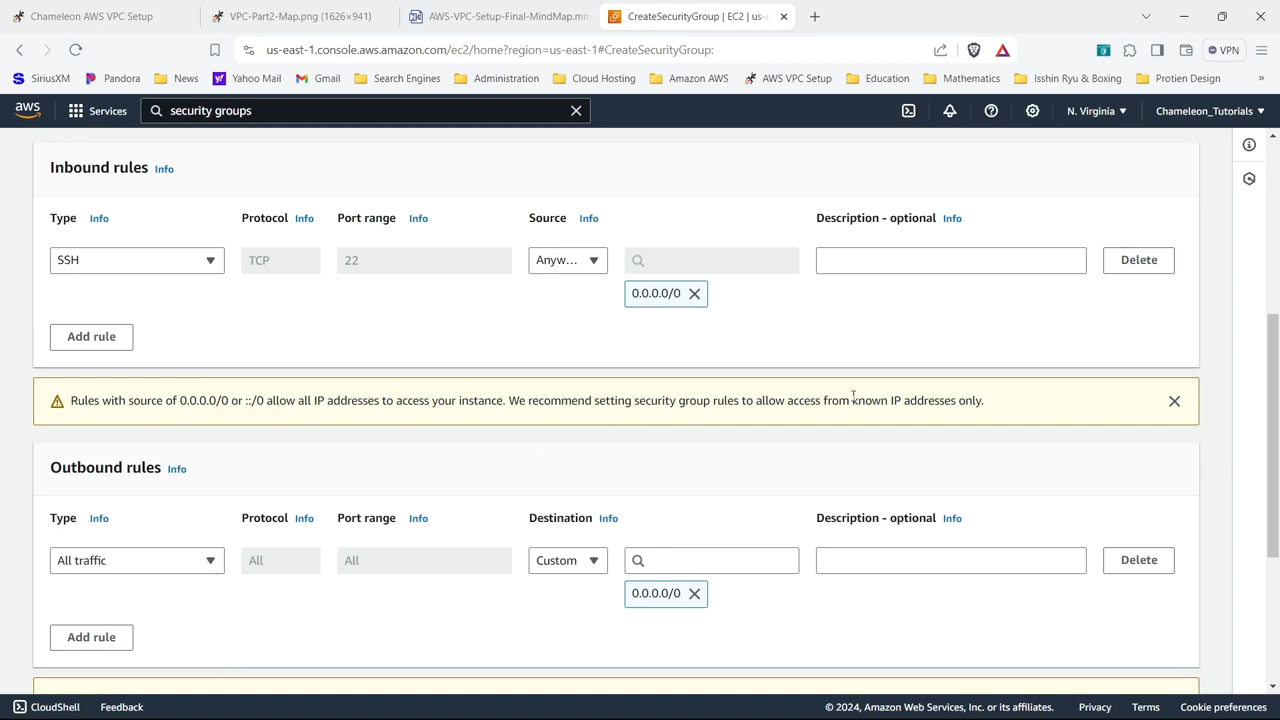 Chameleon AWS VPC Setup
VPC-Part2-Map.png (1626×941)
AWS-VPC-Setup-Final-MindMap.mm
CreateSecurityGroup | EC2 | us-e
us-east-1.console.aws.amazon.com/ec2/home?region=us-east-1#CreateSecurityGroup:
VPN
SiriusXM
Pandora
News
Yahoo Mail
Gmail
Search Engines
Administration
Cloud Hosting
Amazon AWS
AWS VPC Setup
Education
Mathematics
Isshin Ryu & Boxing
Protien Design
»
aws
Services
security groups
N. Virginia
Chameleon_Tutorials
Inbound rules Info
Type Info
Protocol Info
Port range Info
Source Info
Description - optional Info
SSH
TCP
22
Anyw...
Delete
0.0.0.0/0
Add rule
Rules with source of 0.0.0.0/0 or ::/0 allow all IP addresses to access your instance. We recommend setting security group rules to allow access from known IP addresses only.
Outbound rules Info
Type Info
Protocol Info
Port range Info
Destination Info
Description - optional Info
All traffic
All
All
Custom
Delete
0.0.0.0/0
Add rule
CloudShell
Feedback
© 2024, Amazon Web Services, Inc. or its affiliates.
Privacy
Terms
Cookie preferences